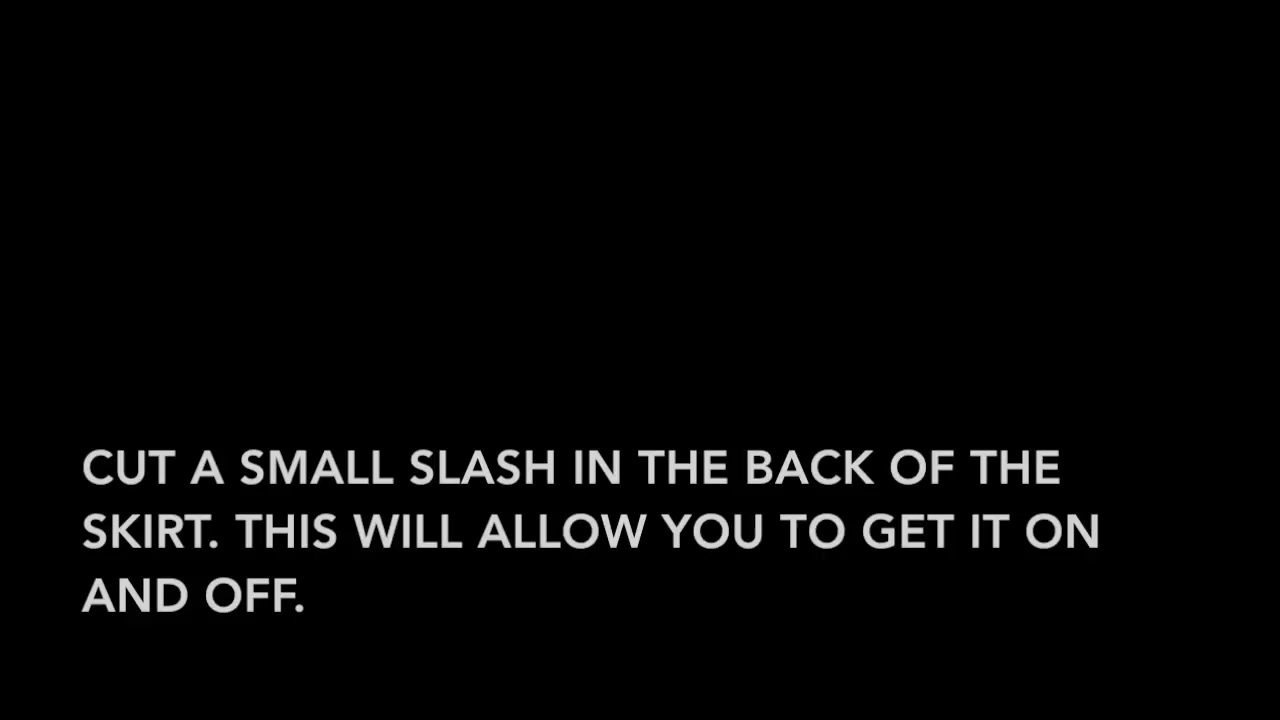 CUT A SMALL SLASH IN THE BACK OF THE
SKIRT. THIS WILL ALLOW YOU TO GET IT ON
AND OFF.